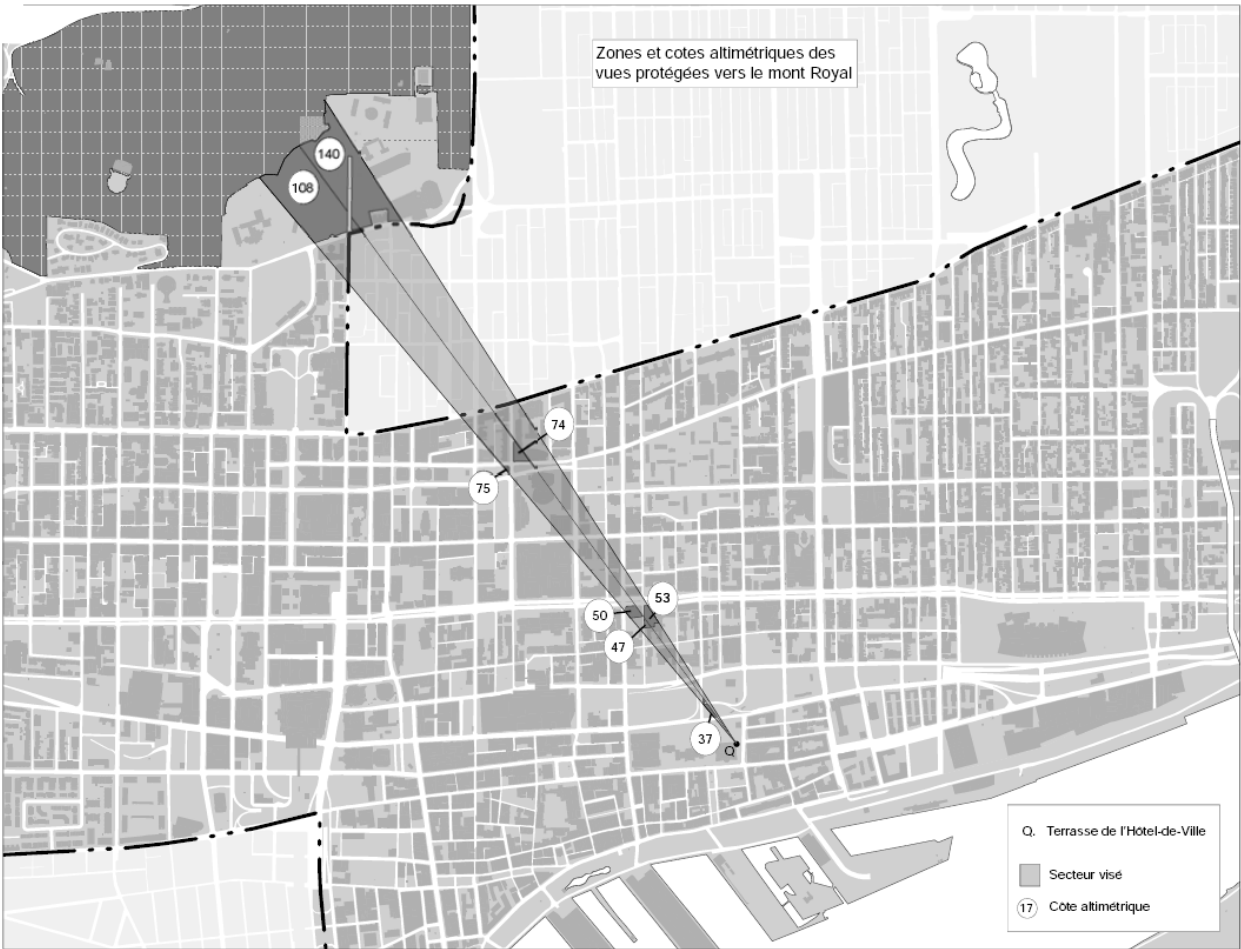 Zones et cotes altimétriques des
vues protégées vers le mont Royal
140
108
74
75
53
50
47
37
Q
Q. Terrasse de l'Hôtel-de-Ville
Secteur visé
17 Côte altimétrique